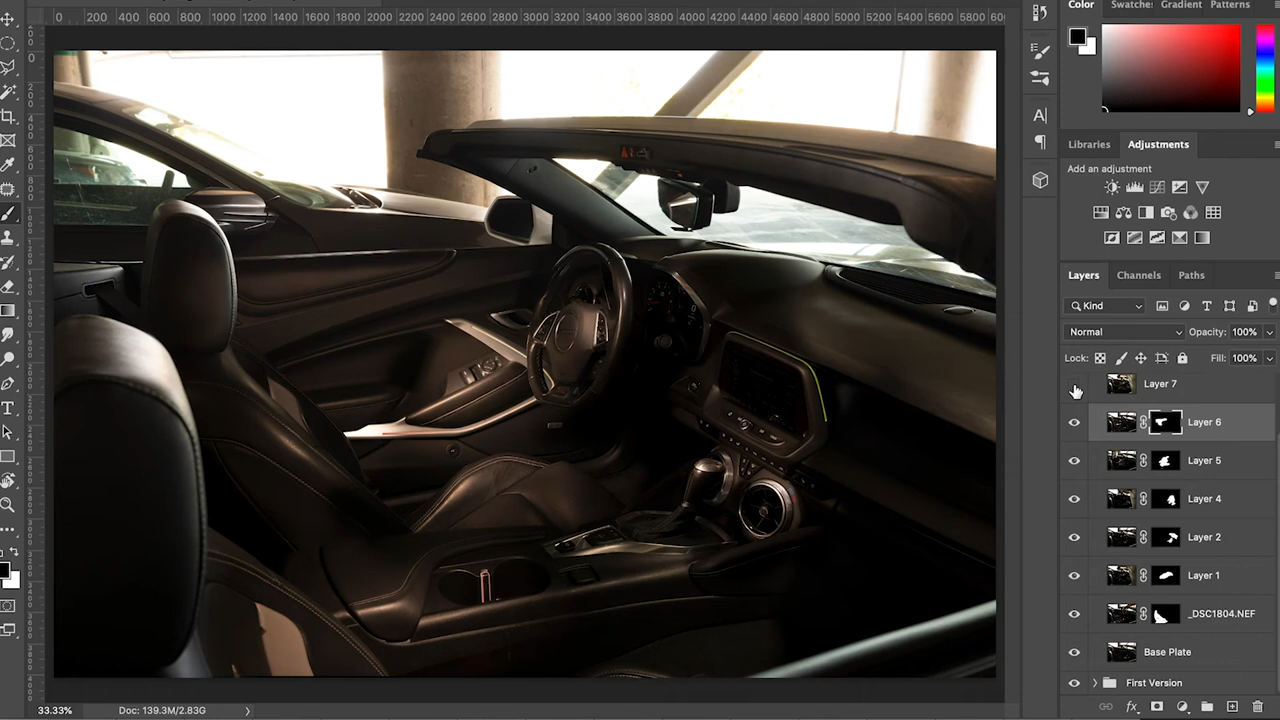 0 200 400 600 800 1000 1200 1400 1600 1800 2000 2200 2400 2600 2800 3000 3200 3400 3600 3800 4000 4200 4400 4600 4800 5000 5200 5400 5600 5800
Color Swatches Gradient Patterns
Libraries Adjustments
Add an adjustment
Layers Channels Paths
Kind
Normal Opacity: 100%
Lock: Fill: 100%
Layer 7
Layer 6
Layer 5
Layer 4
Layer 2
Layer 1
_DSC1804.NEF
Base Plate
First Version
33.33% Doc: 139.3M/2.83G